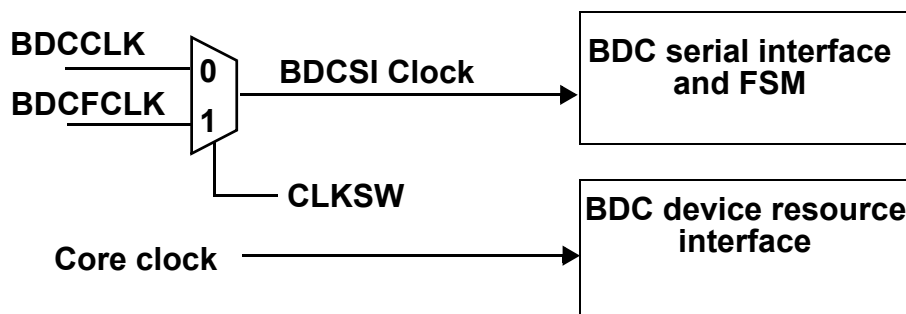 BDCCLK
0
BDCSI Clock
BDC serial interface
and FSM
BDCFCLK
1
CLKSW
BDC device resource
interface
Core clock